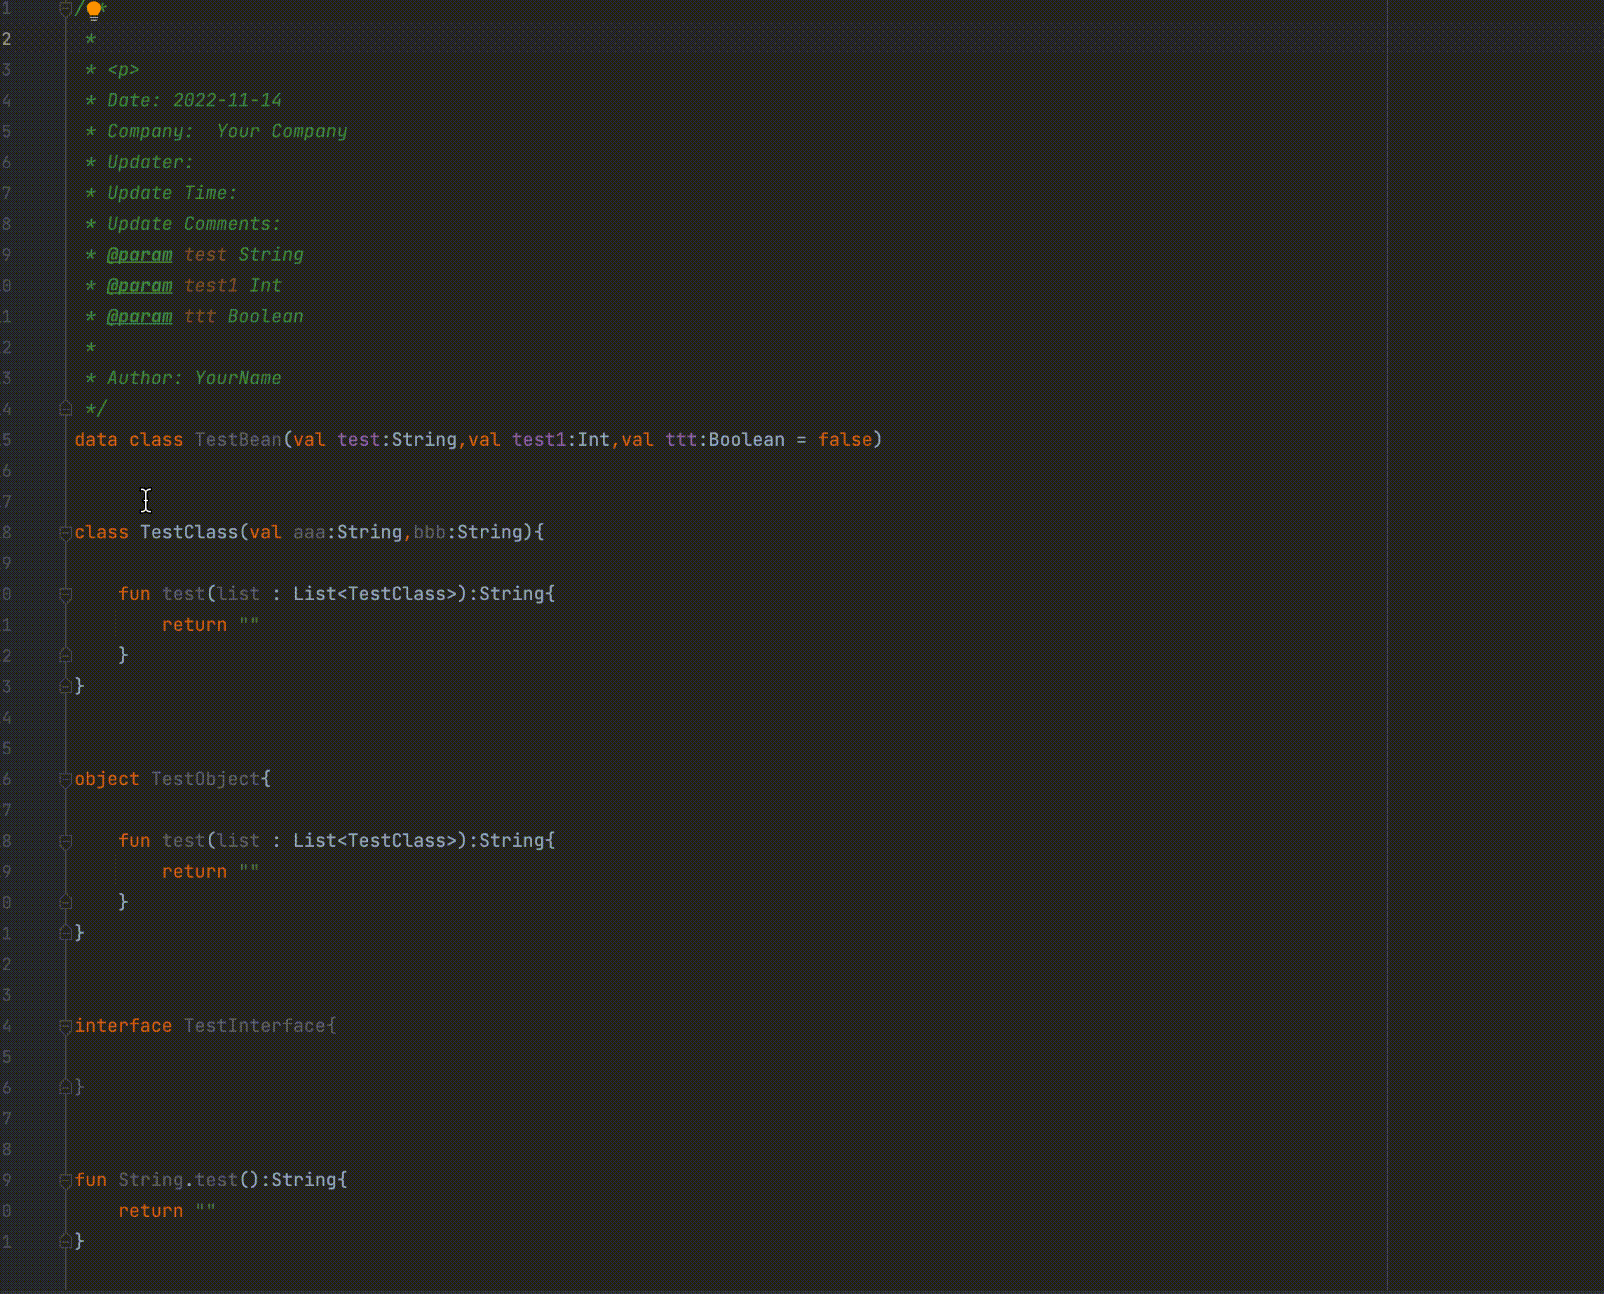 1 /**
2  *
3  * <p>
4  * Date: 2022-11-14
5  * Company:  Your Company
6  * Updater:
7  * Update Time:
8  * Update Comments:
9  * @param test String
0  * @param test1 Int
1  * @param ttt Boolean
2  *
3  * Author: YourName
4  */
5 data class TestBean(val test:String,val test1:Int,val ttt:Boolean = false)
6
7
8 class TestClass(val aaa:String,bbb:String){
9
0     fun test(list : List<TestClass>):String{
1         return ""
2     }
3 }
4
5
6 object TestObject{
7
8     fun test(list : List<TestClass>):String{
9         return ""
0     }
1 }
2
3
4 interface TestInterface{
5
6 }
7
8
9 fun String.test():String{
0     return ""
1 }